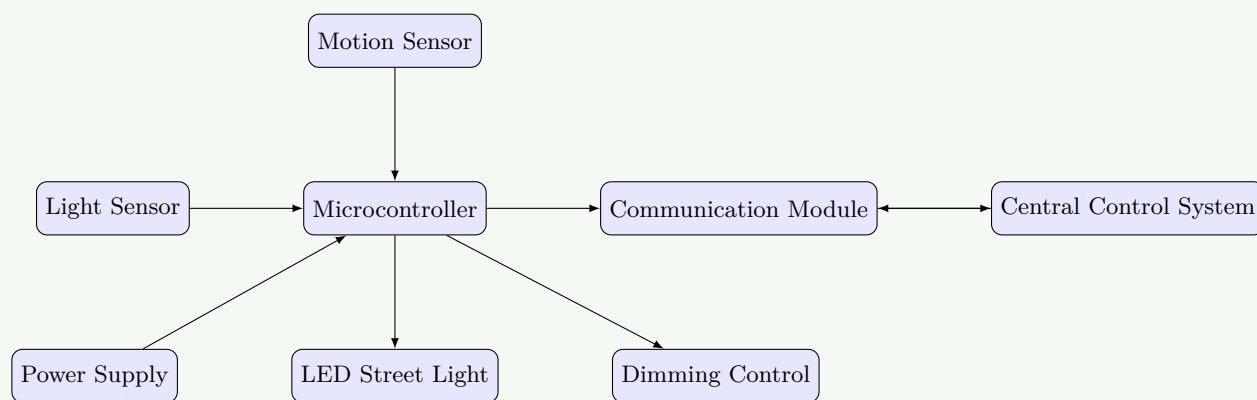 Motion Sensor
Light Sensor
Microcontroller
Communication Module
Central Control System
Power Supply
LED Street Light
Dimming Control